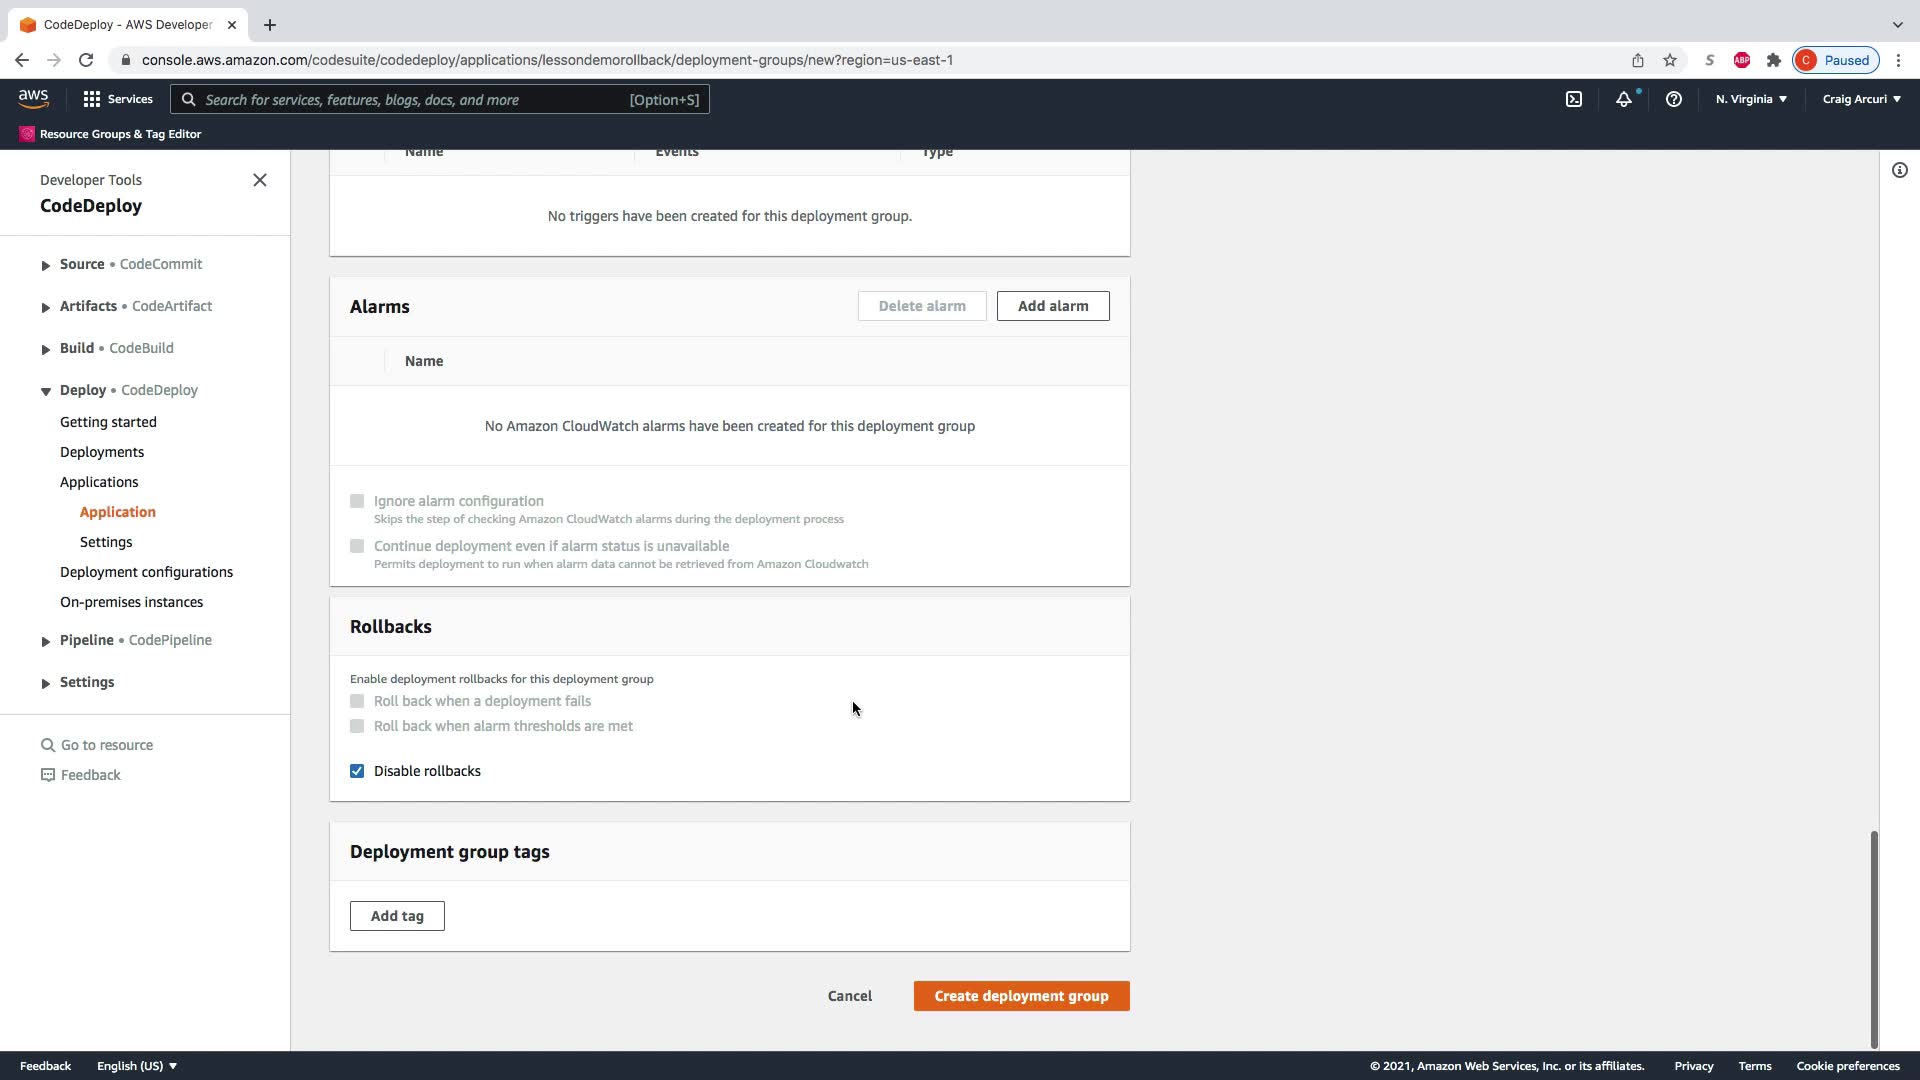 CodeDeploy - AWS Developer
console.aws.amazon.com/codesuite/codedeploy/applications/lessondemorollback/deployment-groups/new?region=us-east-1
S
ABP
C Paused
aws
Services
Search for services, features, blogs, docs, and more [Option+S]
N. Virginia
Craig Arcuri
Resource Groups & Tag Editor
Developer Tools
CodeDeploy
Source • CodeCommit
Artifacts • CodeArtifact
Build • CodeBuild
Deploy • CodeDeploy
Getting started
Deployments
Applications
Application
Settings
Deployment configurations
On-premises instances
Pipeline • CodePipeline
Settings
Go to resource
Feedback
Name Events Type
No triggers have been created for this deployment group.
Alarms
Delete alarm
Add alarm
Name
No Amazon CloudWatch alarms have been created for this deployment group
Ignore alarm configuration
Skips the step of checking Amazon CloudWatch alarms during the deployment process
Continue deployment even if alarm status is unavailable
Permits deployment to run when alarm data cannot be retrieved from Amazon Cloudwatch
Rollbacks
Enable deployment rollbacks for this deployment group
Roll back when a deployment fails
Roll back when alarm thresholds are met
Disable rollbacks
Deployment group tags
Add tag
Cancel
Create deployment group
Feedback
English (US)
© 2021, Amazon Web Services, Inc. or its affiliates.
Privacy
Terms
Cookie preferences